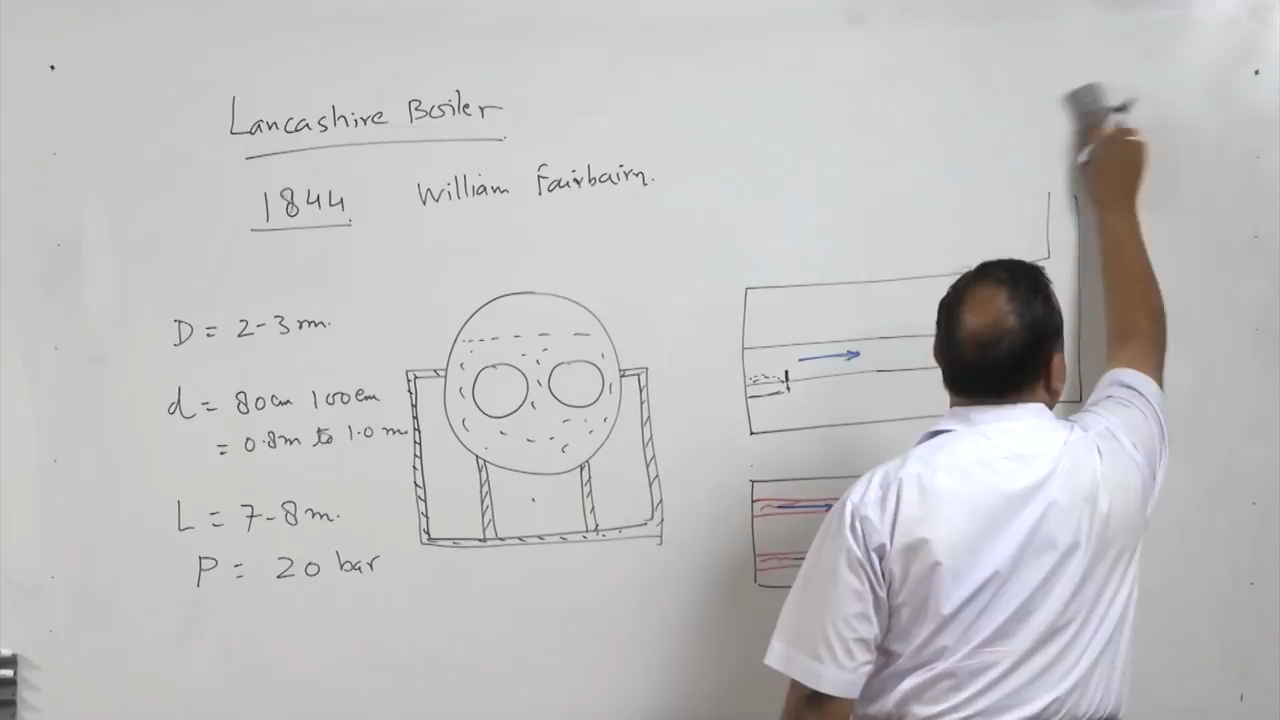 Lancashire Boiler
1844 William Fairbairn.
D = 2-3 m.
d = 80cm 100cm
= 0.8m to 1.0 m
L = 7-8 m.
P = 20 bar